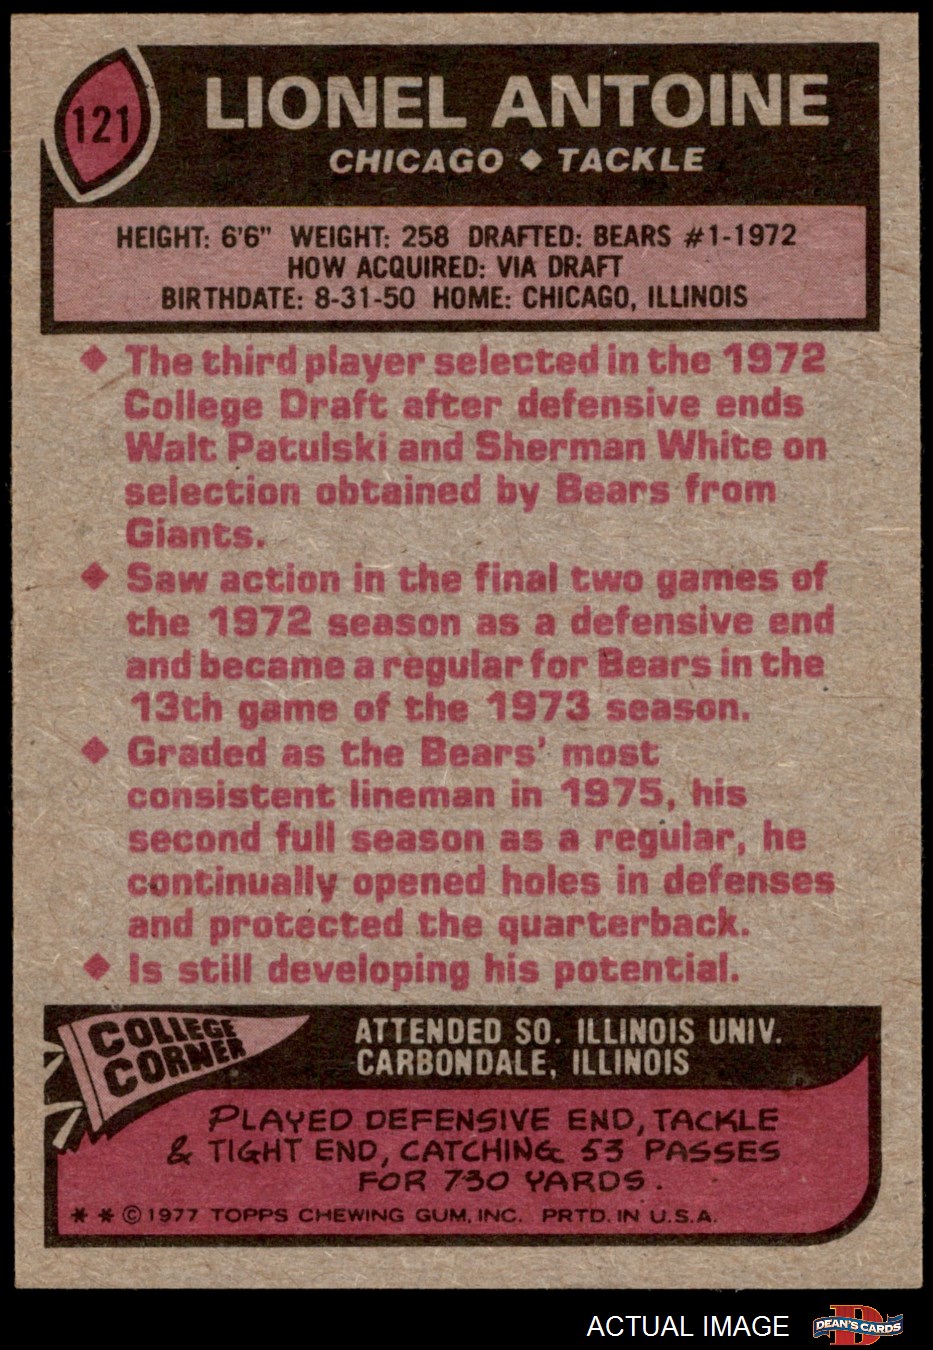 121
LIONEL ANTOINE
CHICAGO ◆ TACKLE
HEIGHT: 6'6" WEIGHT: 258 DRAFTED: BEARS #1-1972
HOW ACQUIRED: VIA DRAFT
BIRTHDATE: 8-31-50 HOME: CHICAGO, ILLINOIS
◆ The third player selected in the 1972
College Draft after defensive ends
Walt Patulski and Sherman White on
selection obtained by Bears from
Giants.
◆ Saw action in the final two games of
the 1972 season as a defensive end
and became a regular for Bears in the
13th game of the 1973 season.
◆ Graded as the Bears' most
consistent lineman in 1975, his
second full season as a regular, he
continually opened holes in defenses
and protected the quarterback.
◆ Is still developing his potential.
COLLEGE
CORNER
ATTENDED SO. ILLINOIS UNIV.
CARBONDALE, ILLINOIS
PLAYED DEFENSIVE END, TACKLE
& TIGHT END, CATCHING 53 PASSES
FOR 730 YARDS.
* * © 1977 TOPPS CHEWING GUM, INC. PRTD. IN U.S.A.
ACTUAL IMAGE
D
DEAN'S CARDS